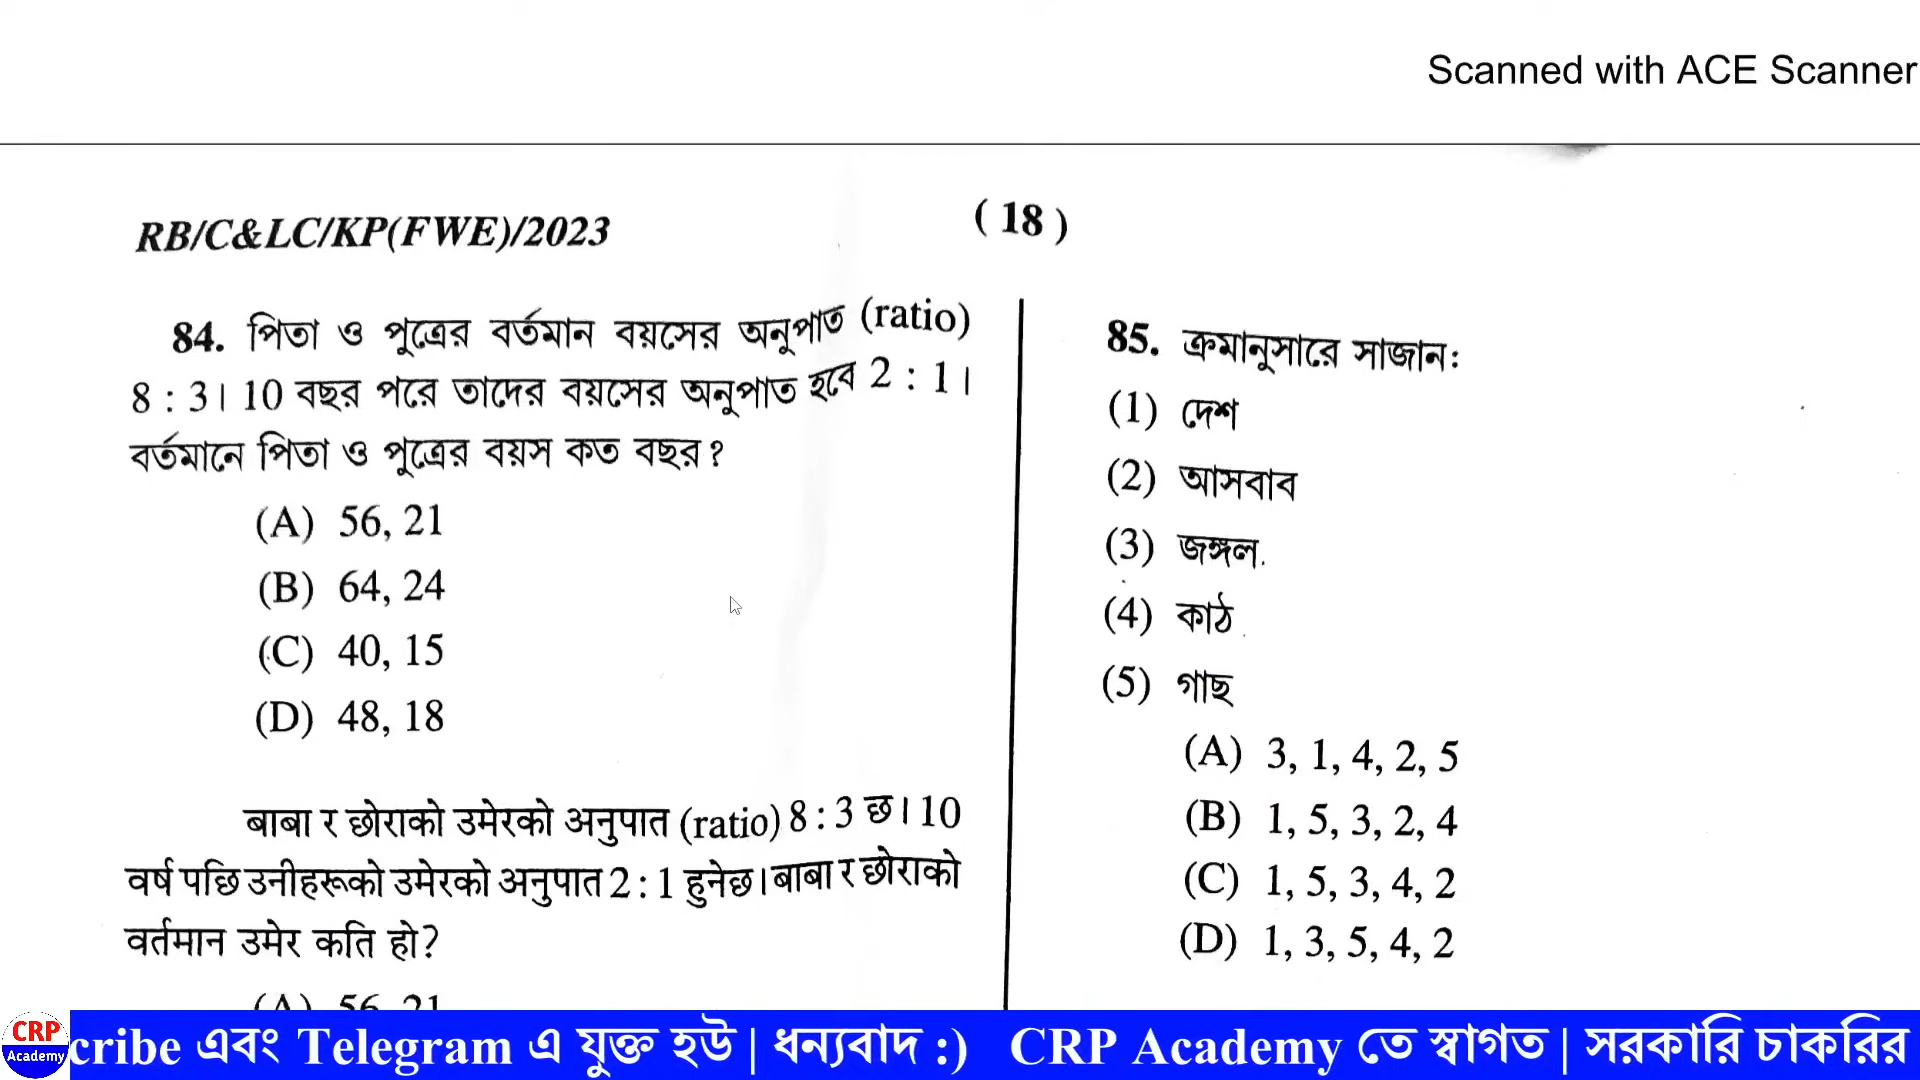 Scanned with ACE Scanner
RB/C&LC/KP(FWE)/2023
( 18 )
84. পিতা ও পুত্রের বর্তমান বয়সের অনুপাত (ratio)
8 : 3। 10 বছর পরে তাদের বয়সের অনুপাত হবে 2 : 1।
বর্তমানে পিতা ও পুত্রের বয়স কত বছর?
(A) 56, 21
(B) 64, 24
(C) 40, 15
(D) 48, 18
बाबा र छोराको उमेरको अनुपात (ratio) 8 : 3 छ। 10
वर्ष पछि उनीहरूको उमेरको अनुपात 2 : 1 हुनेछ। बाबा र छोराको
वर्तमान उमेर कति हो?
(A) 56, 21
85. ক্রমানুসারে সাজান:
(1) দেশ
(2) আসবাব
(3) জঙ্গল
(4) কাঠ
(5) গাছ
(A) 3, 1, 4, 2, 5
(B) 1, 5, 3, 2, 4
(C) 1, 5, 3, 4, 2
(D) 1, 3, 5, 4, 2
CRP
Academy
cribe এবং Telegram এ যুক্ত হউ | ধন্যবাদ :) CRP Academy তে স্বাগত | সরকারি চাকরির